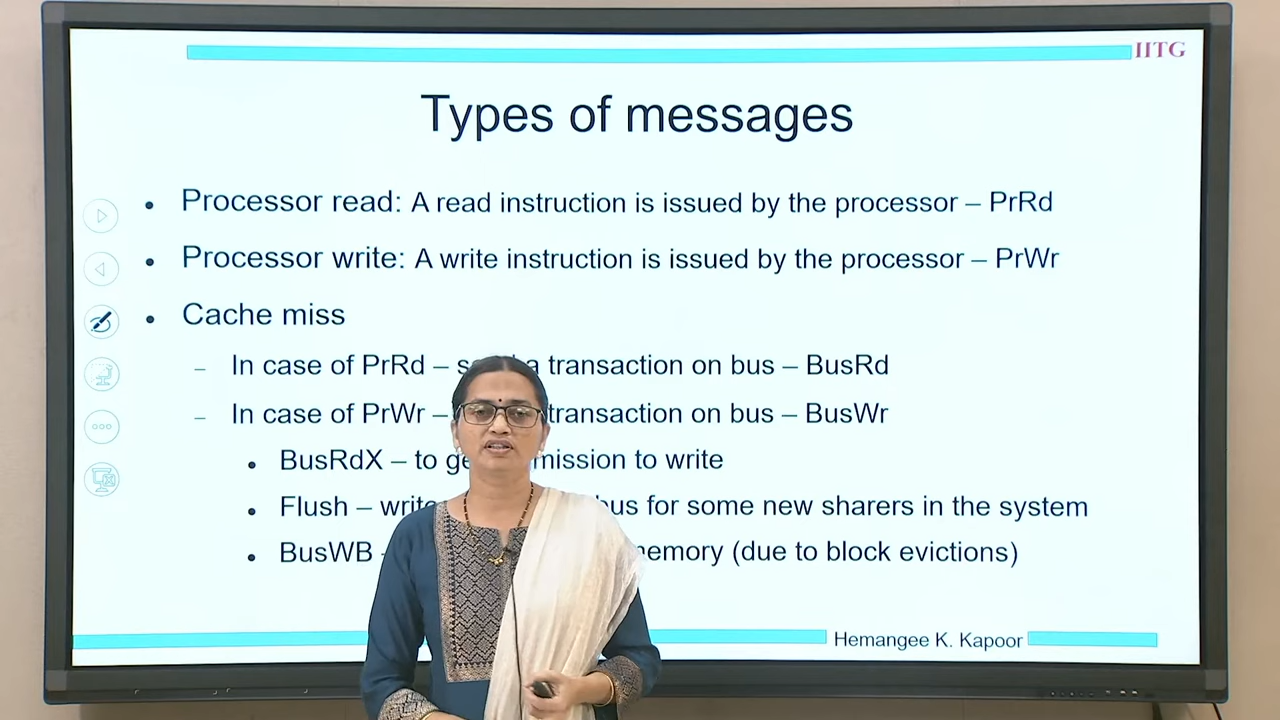 IITG
Types of messages
• Processor read: A read instruction is issued by the processor – PrRd
• Processor write: A write instruction is issued by the processor – PrWr
• Cache miss
– In case of PrRd – a transaction on bus – BusRd
– In case of PrWr – transaction on bus – BusWr
• BusRdX – to to write
• Flush – bus for some new sharers in the system
• BusWB - memory (due to block evictions)
Hemangee K. Kapoor